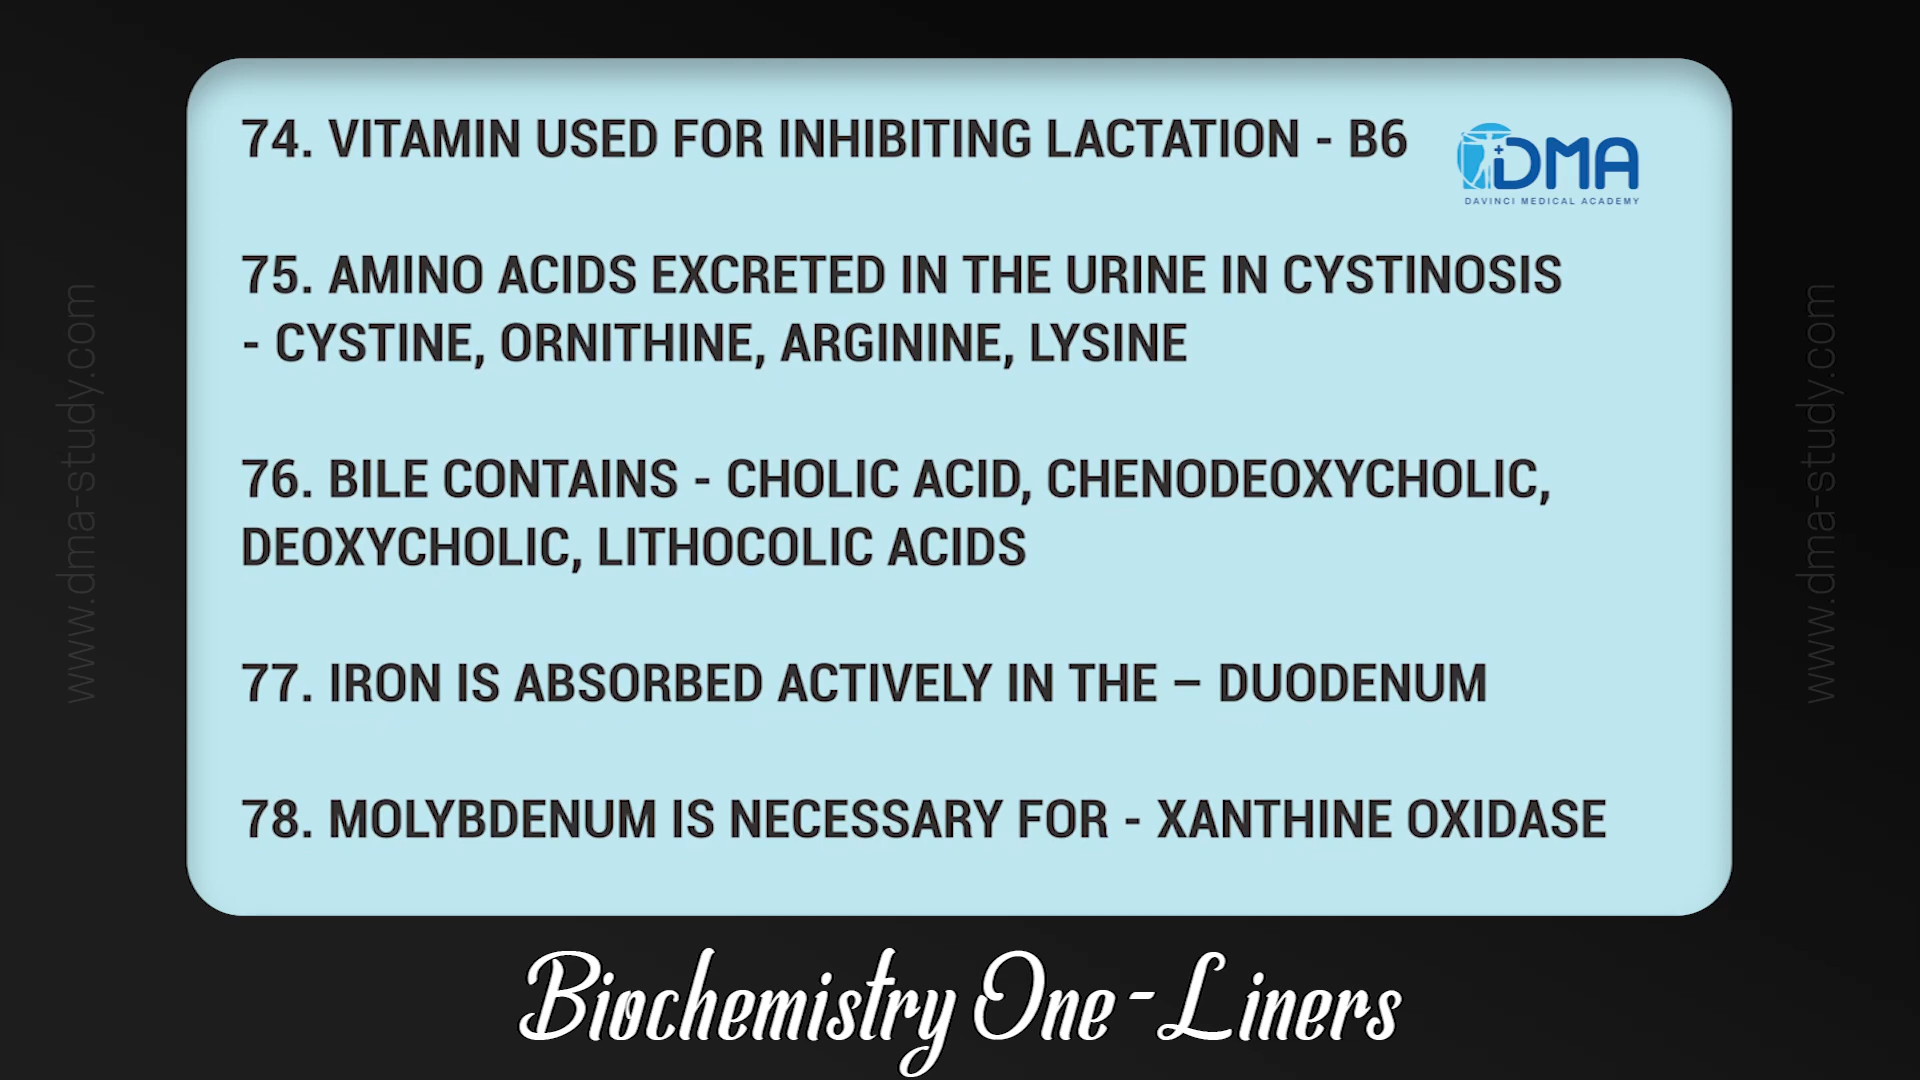 74. VITAMIN USED FOR INHIBITING LACTATION - B6
DMA
DAVINCI MEDICAL ACADEMY
75. AMINO ACIDS EXCRETED IN THE URINE IN CYSTINOSIS
- CYSTINE, ORNITHINE, ARGININE, LYSINE
76. BILE CONTAINS - CHOLIC ACID, CHENODEOXYCHOLIC,
DEOXYCHOLIC, LITHOCOLIC ACIDS
77. IRON IS ABSORBED ACTIVELY IN THE – DUODENUM
78. MOLYBDENUM IS NECESSARY FOR - XANTHINE OXIDASE
Biochemistry One-Liners
www.dma-study.com
www.dma-study.com